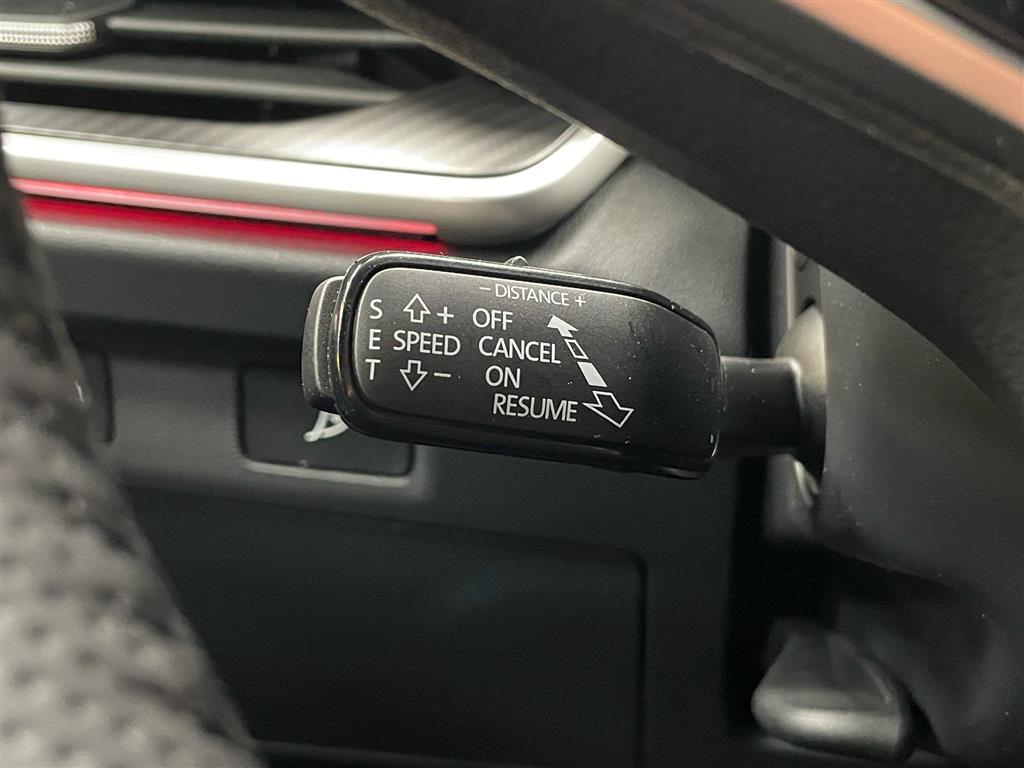 - DISTANCE +
S + OFF
E SPEED CANCEL
T - ON
RESUME